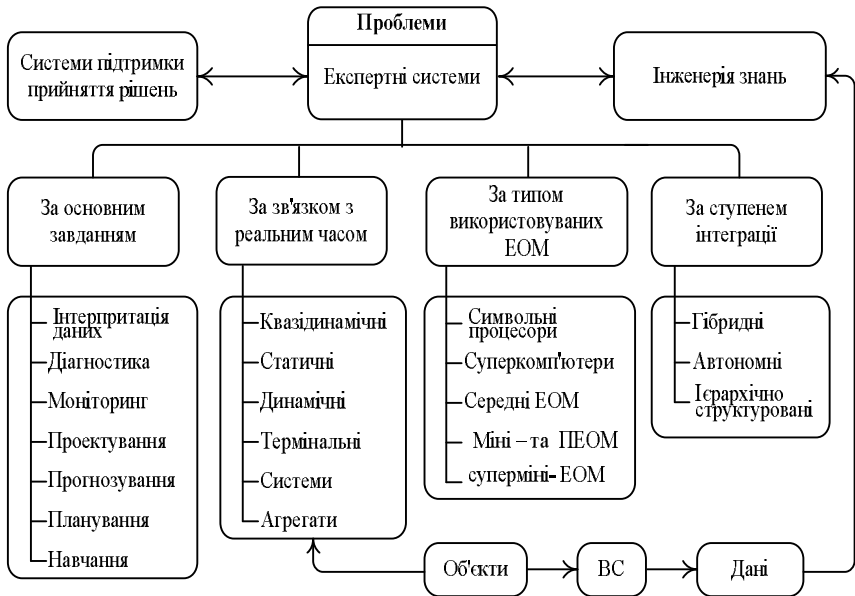 Проблеми
Системи підтримки
прийняття рішень
Експертні системи
Інженерія знань
За основним
завданням
За зв'язком з
реальним часом
За типом
використовуваних
ЕОМ
За ступенем
інтеграції
Інтерпритація
даних
Діагностика
Моніторинг
Проектування
Прогнозування
Планування
Навчання
Квазідинамічні
Статичні
Динамічні
Термінальні
Системи
Агрегати
Символьні
процесори
Суперкомп'ютери
Середні ЕОМ
Міні – та ПЕОМ
суперміні- ЕОМ
Гібридні
Автономні
Ієрархічно
структуровані
Об'єкти
ВС
Дані